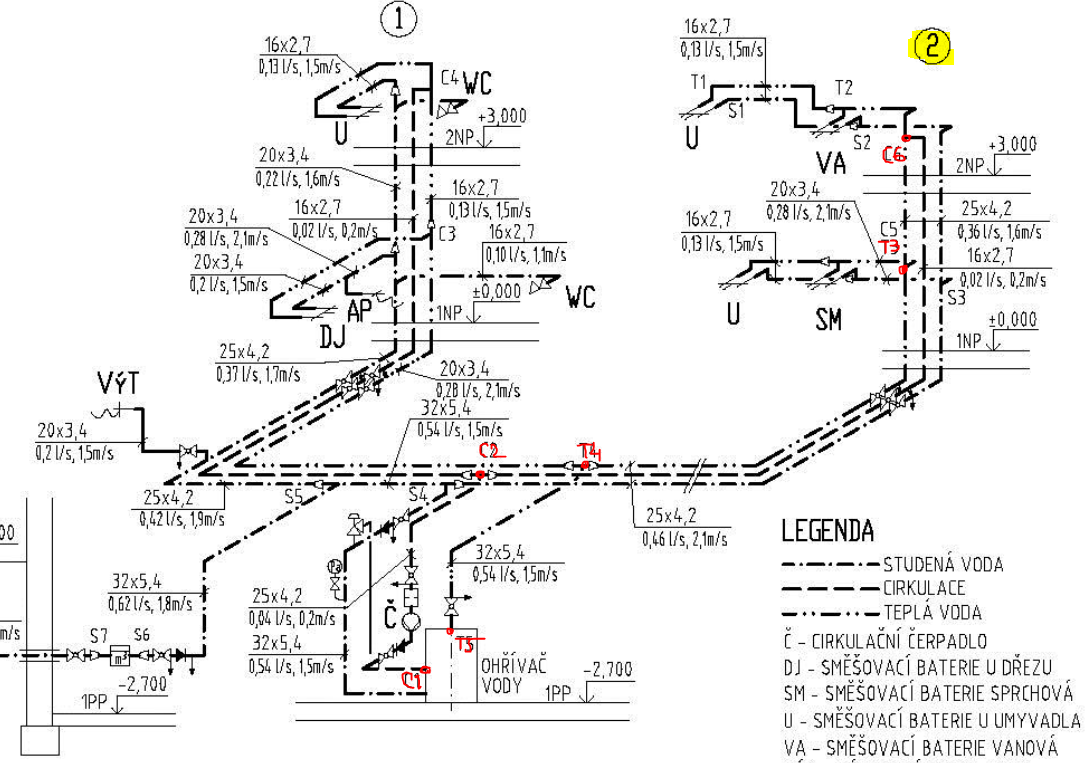 1
16x2,7
0,13 l/s, 1,5m/s
C4
WC
U
+3,000
2NP
20x3,4
0,22 l/s, 1,6m/s
16x2,7
0,13 l/s, 1,5m/s
16x2,7
0,02 l/s, 0,2m/s
20x3,4
0,28 l/s, 2,1m/s
C3
16x2,7
0,10 l/s, 1,1m/s
20x3,4
0,2 l/s, 1,5m/s
AP
DJ
WC
±0,000
1NP
25x4,2
0,37 l/s, 1,7m/s
20x3,4
0,28 l/s, 2,1m/s
VýT
20x3,4
0,2 l/s, 1,5m/s
32x5,4
0,54 l/s, 1,5m/s
2
16x2,7
0,13 l/s, 1,5m/s
T1
S1
T2
S2
U
VA
C6
+3,000
2NP
20x3,4
0,28 l/s, 2,1m/s
25x4,2
0,36 l/s, 1,6m/s
16x2,7
0,13 l/s, 1,5m/s
C5
T3
16x2,7
0,02 l/s, 0,2m/s
S3
U
SM
±0,000
1NP
C2
T4
25x4,2
0,42 l/s, 1,9m/s
S5
S4
25x4,2
0,46 l/s, 2,1m/s
00
32x5,4
0,62 l/s, 1,8m/s
m/s
S7
S6
m³
-2,700
1PP
25x4,2
0,04 l/s, 0,2m/s
32x5,4
0,54 l/s, 1,5m/s
Č
32x5,4
0,54 l/s, 1,5m/s
T5
C1
OHŘÍVAČ
VODY
-2,700
1PP
LEGENDA
STUDENÁ VODA
CIRKULACE
TEPLÁ VODA
Č - CIRKULAČNÍ ČERPADLO
DJ - SMĚŠOVACÍ BATERIE U DŘEZU
SM - SMĚŠOVACÍ BATERIE SPRCHOVÁ
U - SMĚŠOVACÍ BATERIE U UMYVADLA
VA - SMĚŠOVACÍ BATERIE VANOVÁ